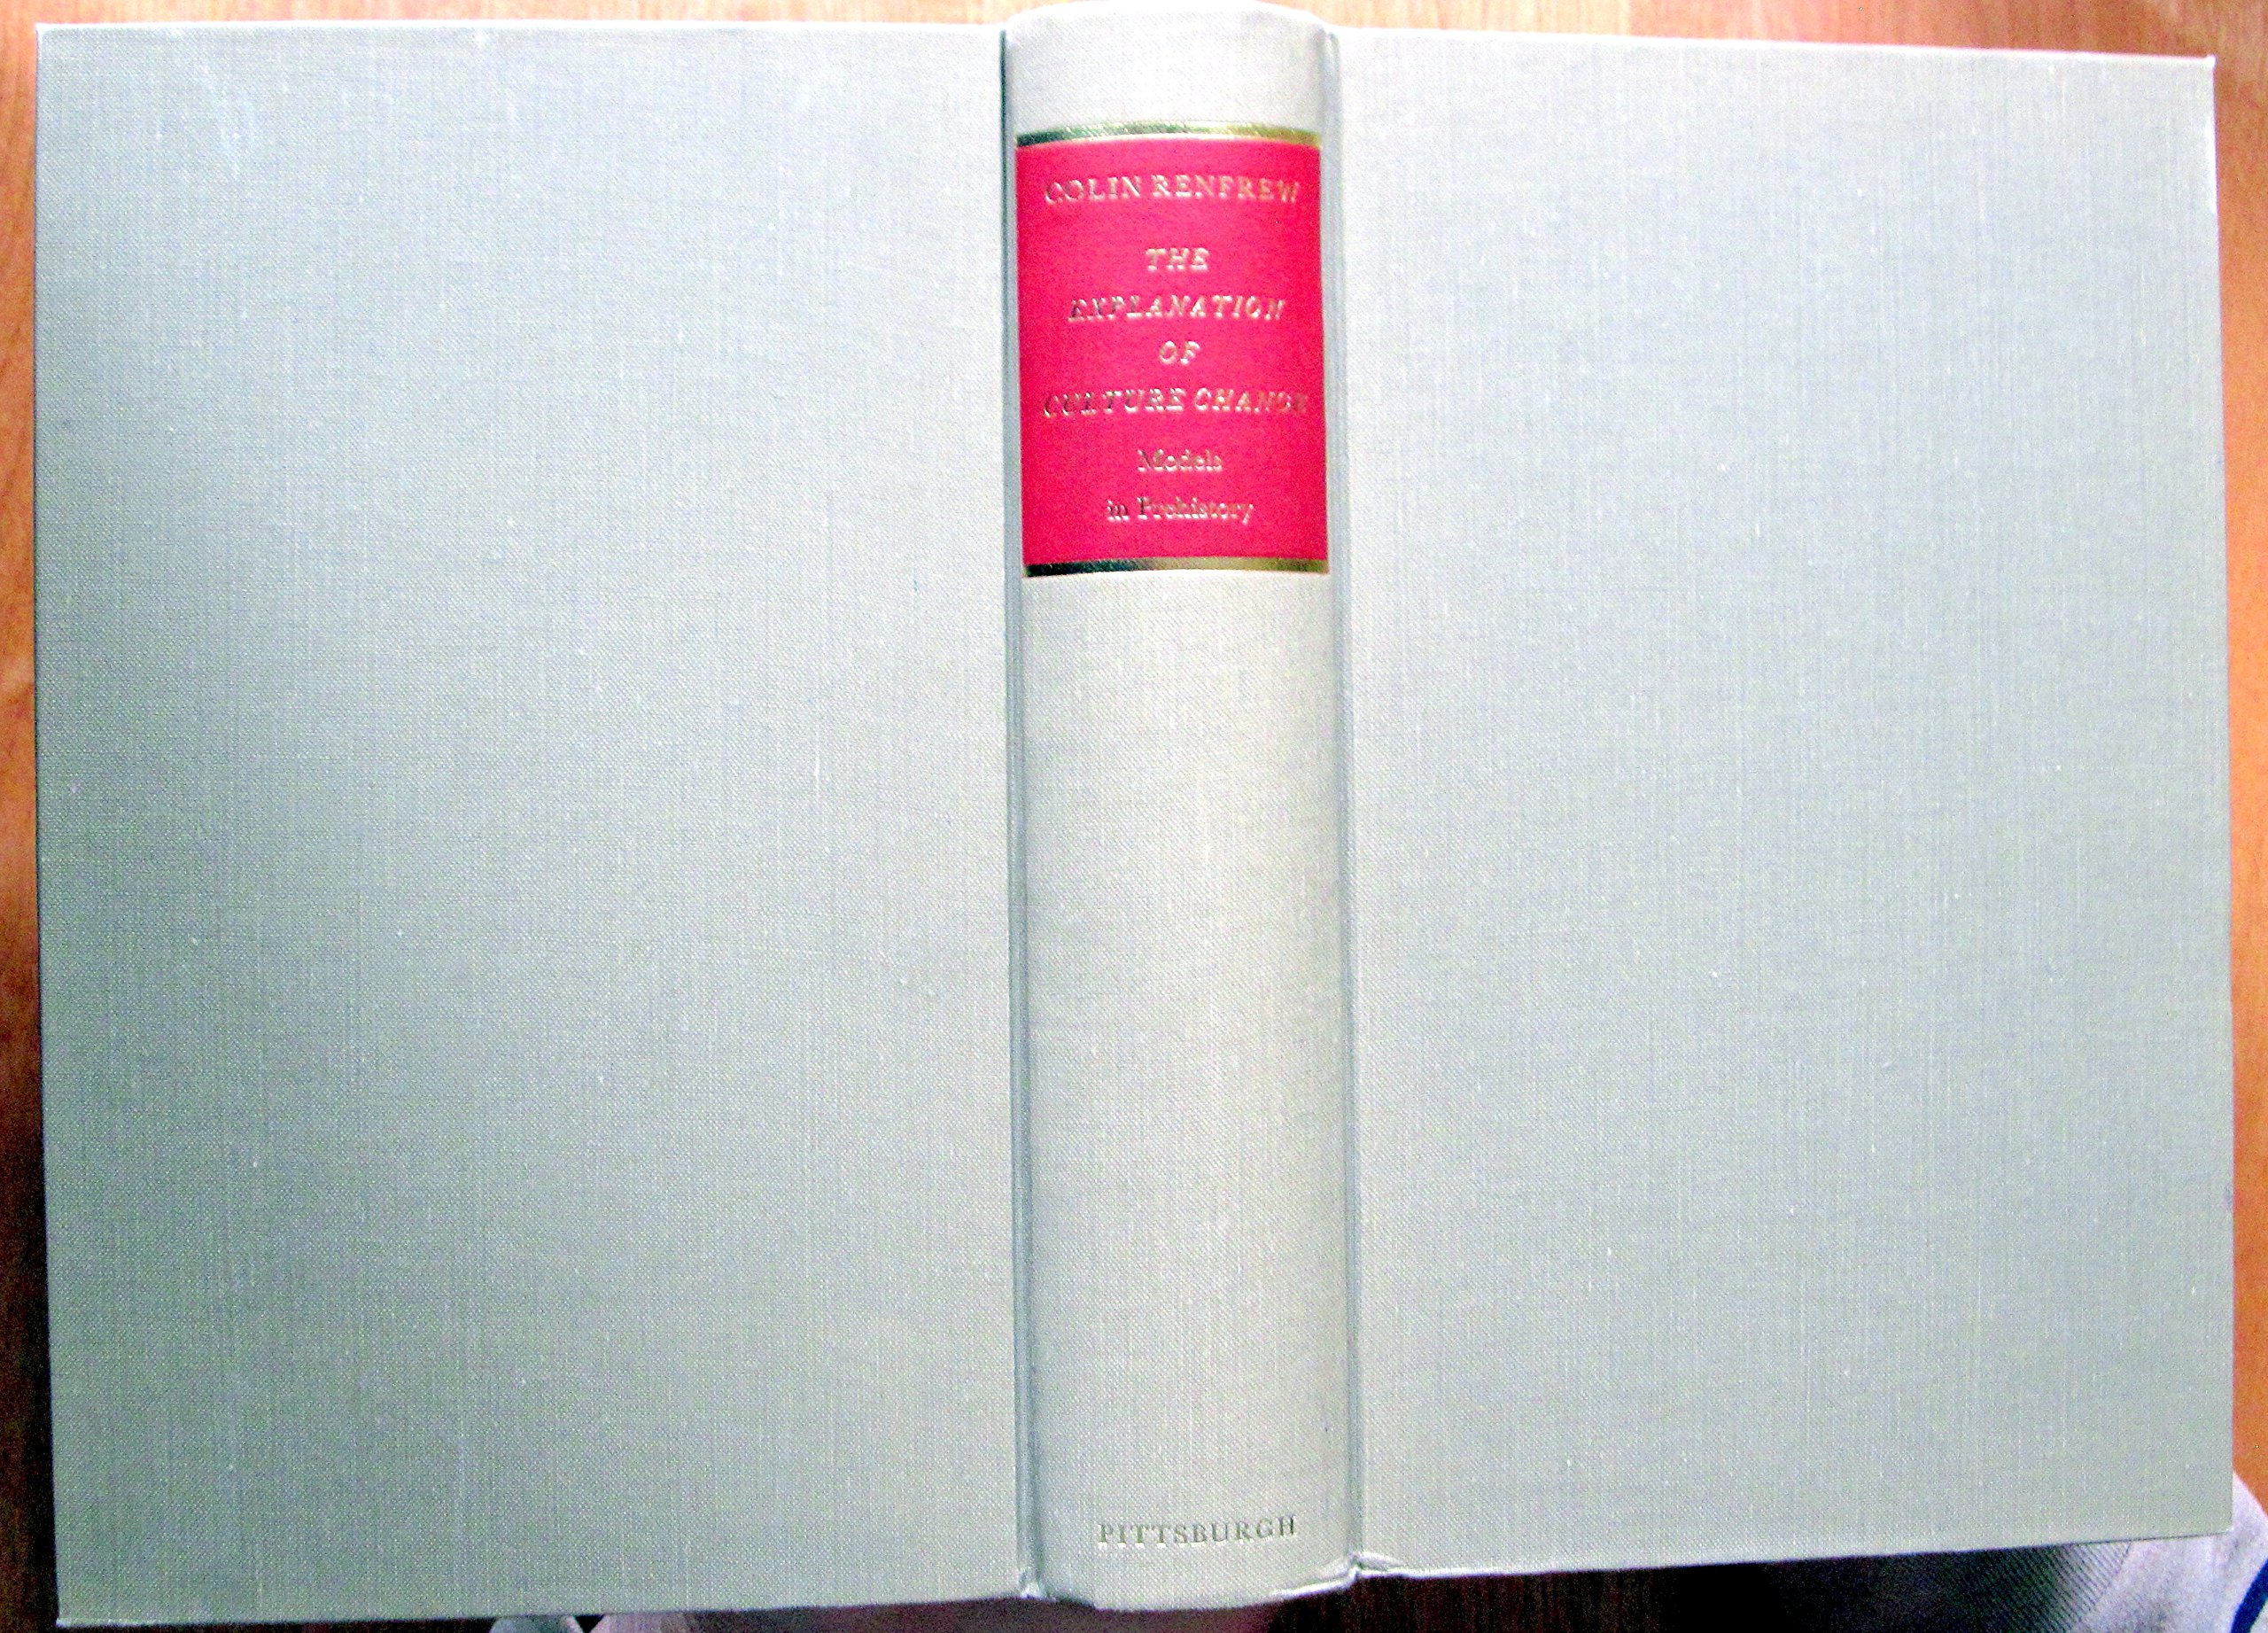 COLIN RENFREW
THE
EXPLANATION
OF
CULTURE CHANGE
Models
in Prehistory
PITTSBURGH